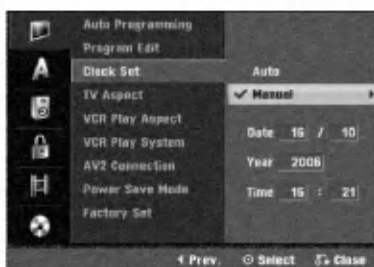 Auto Programming
Program Edit
Clock Set
TV Aspect
VCR Play Aspect
VCR Play System
AV2 Connection
Power Save Mode
Factory Set
Auto
✓ Manual
Date 16 / 10
Year 2006
Time 16 : 21
Prev. Select Close